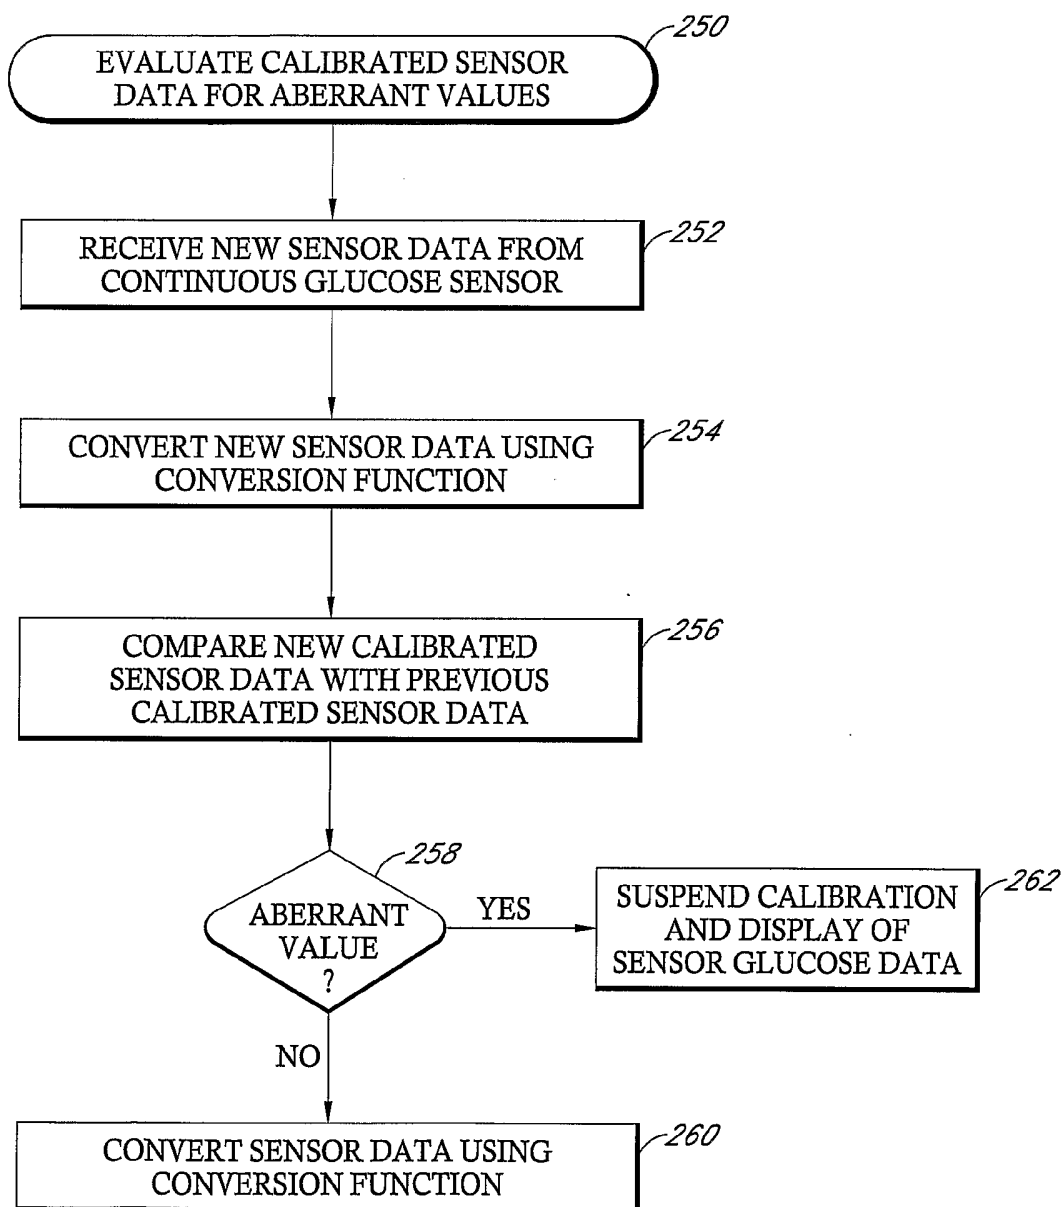 250
EVALUATE CALIBRATED SENSOR
DATA FOR ABERRANT VALUES
252
RECEIVE NEW SENSOR DATA FROM
CONTINUOUS GLUCOSE SENSOR
254
CONVERT NEW SENSOR DATA USING
CONVERSION FUNCTION
256
COMPARE NEW CALIBRATED
SENSOR DATA WITH PREVIOUS
CALIBRATED SENSOR DATA
258
ABERRANT
VALUE
?
YES
262
SUSPEND CALIBRATION
AND DISPLAY OF
SENSOR GLUCOSE DATA
NO
260
CONVERT SENSOR DATA USING
CONVERSION FUNCTION